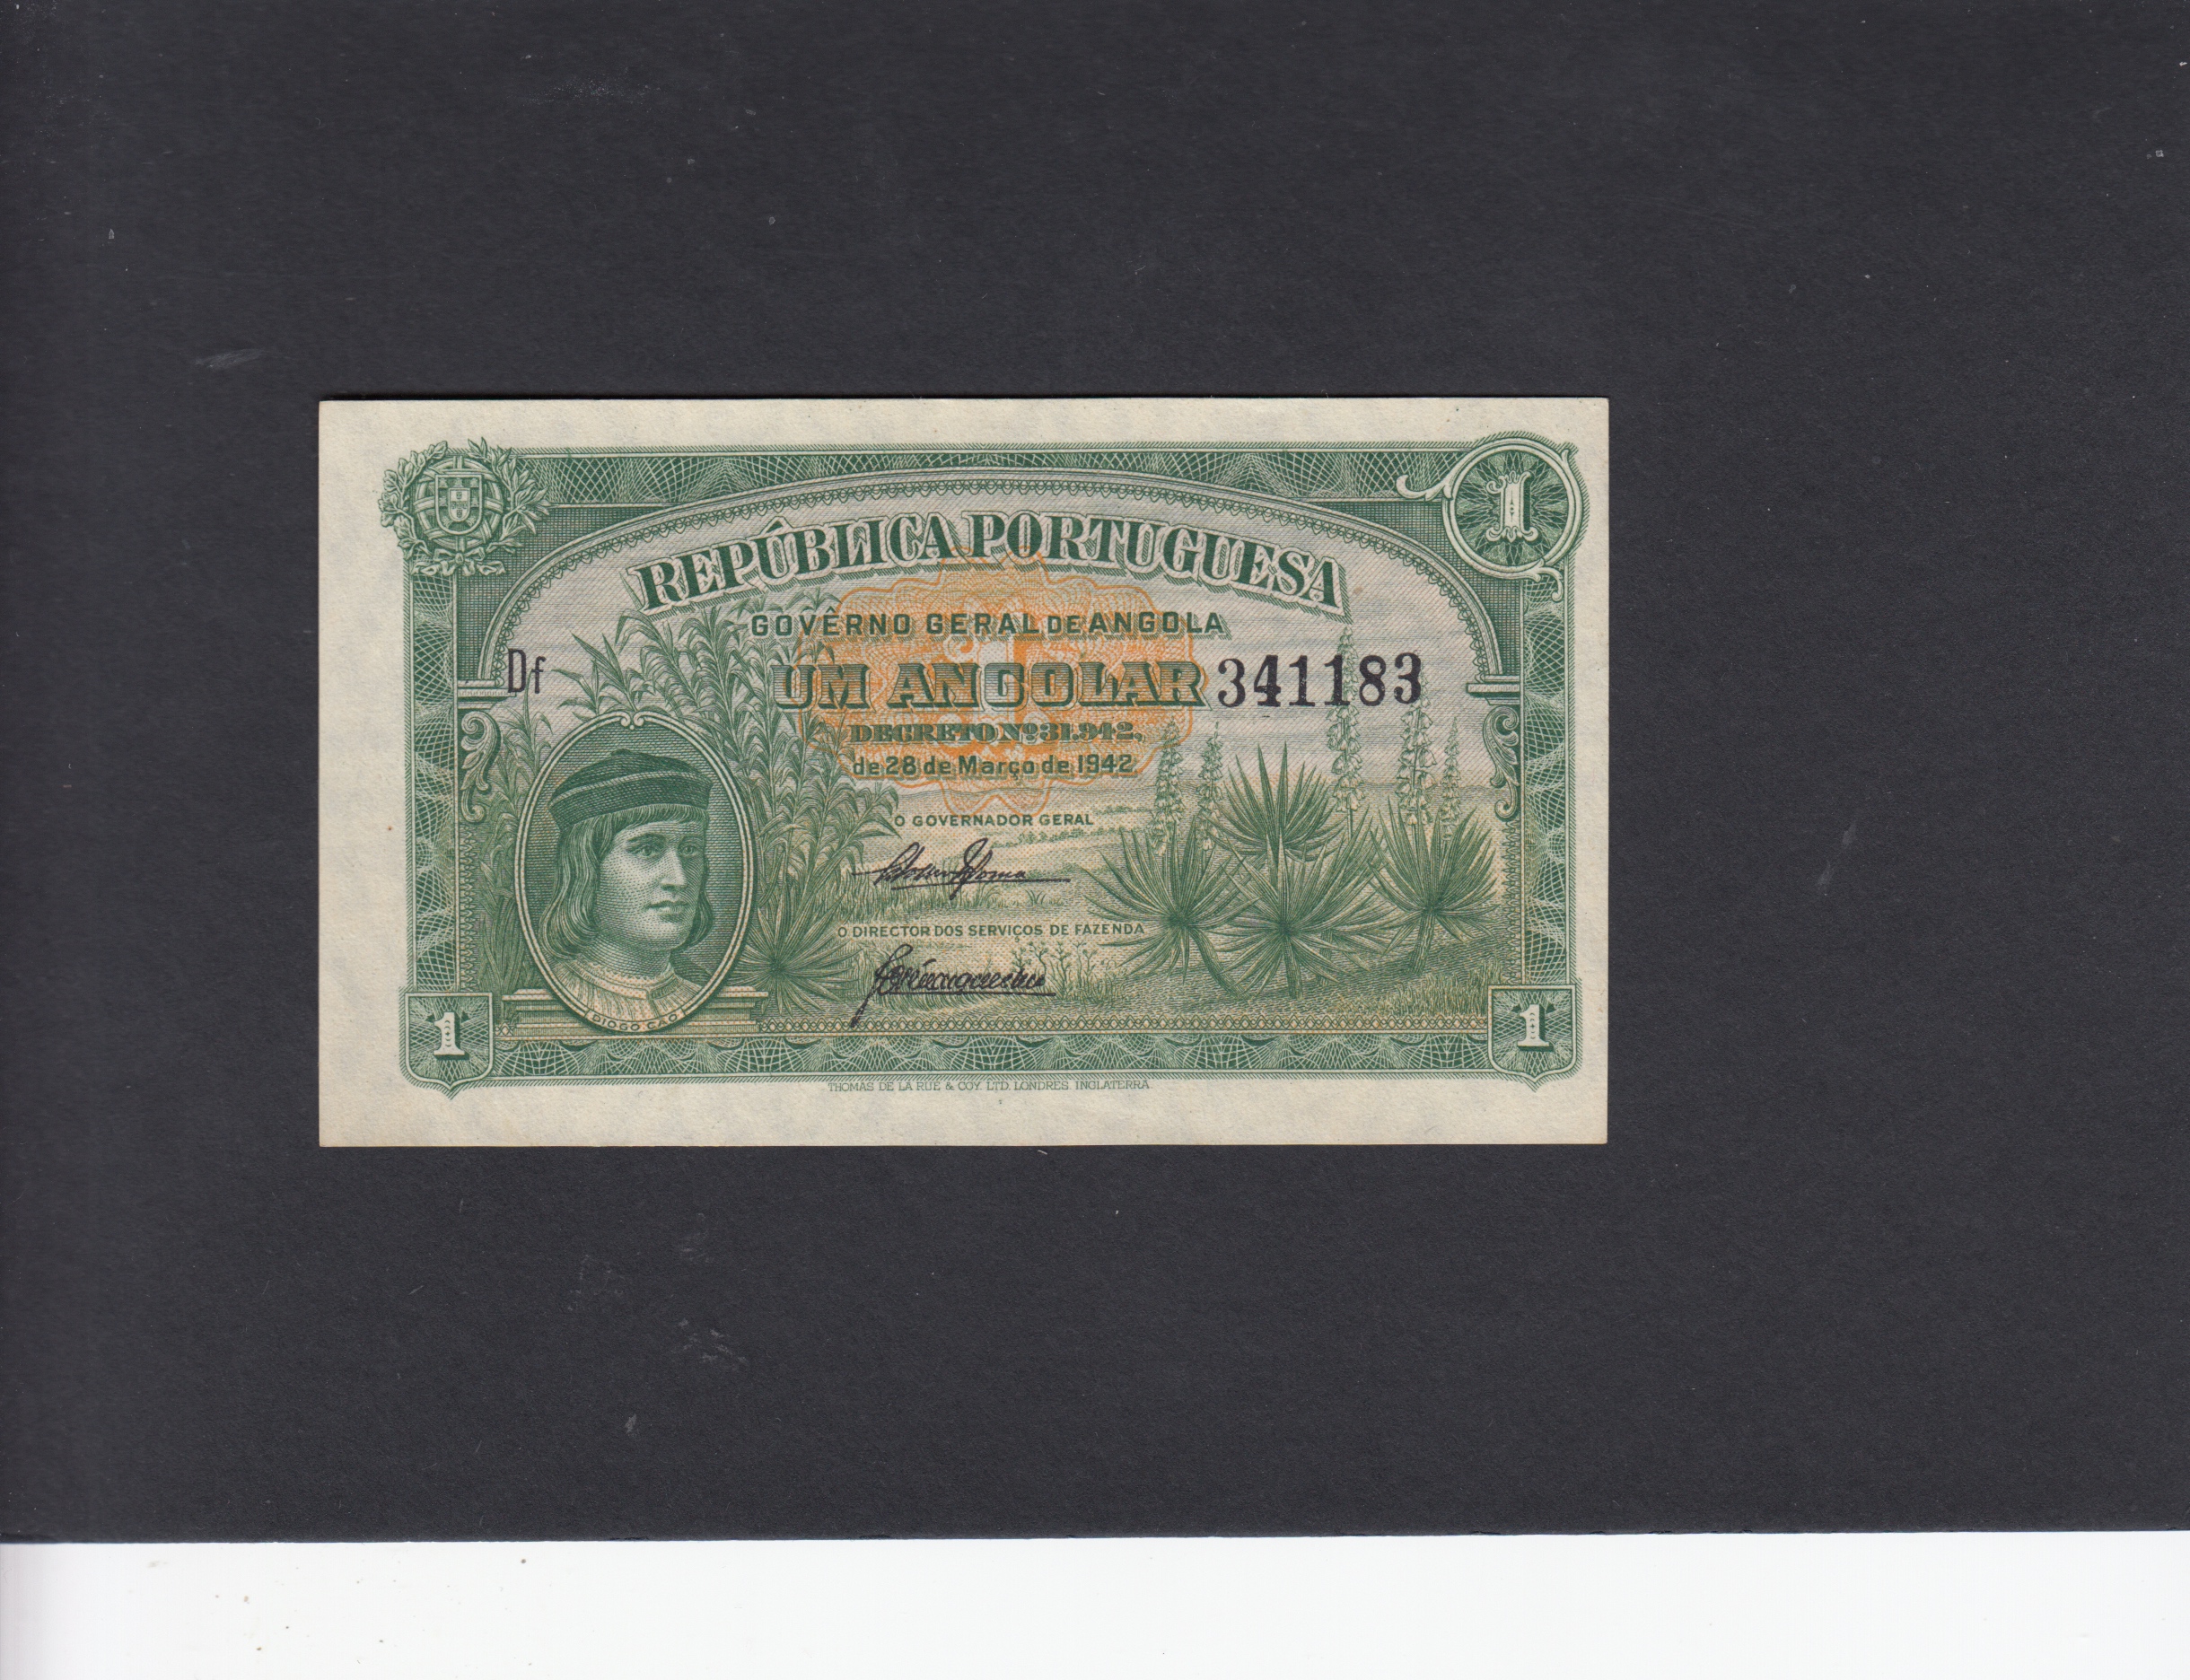 1
REPÚBLICA PORTUGUESA
GOVÊRNO GERAL DE ANGOLA
Df
UM ANGOLAR 341183
DECRETO Nº 31.942,
de 28 de Março de 1942
O GOVERNADOR GERAL
O DIRECTOR DOS SERVIÇOS DE FAZENDA
DIOGO CÃO
1
1
THOMAS DE LA RUE & COY. LTD. LONDRES. INGLATERRA